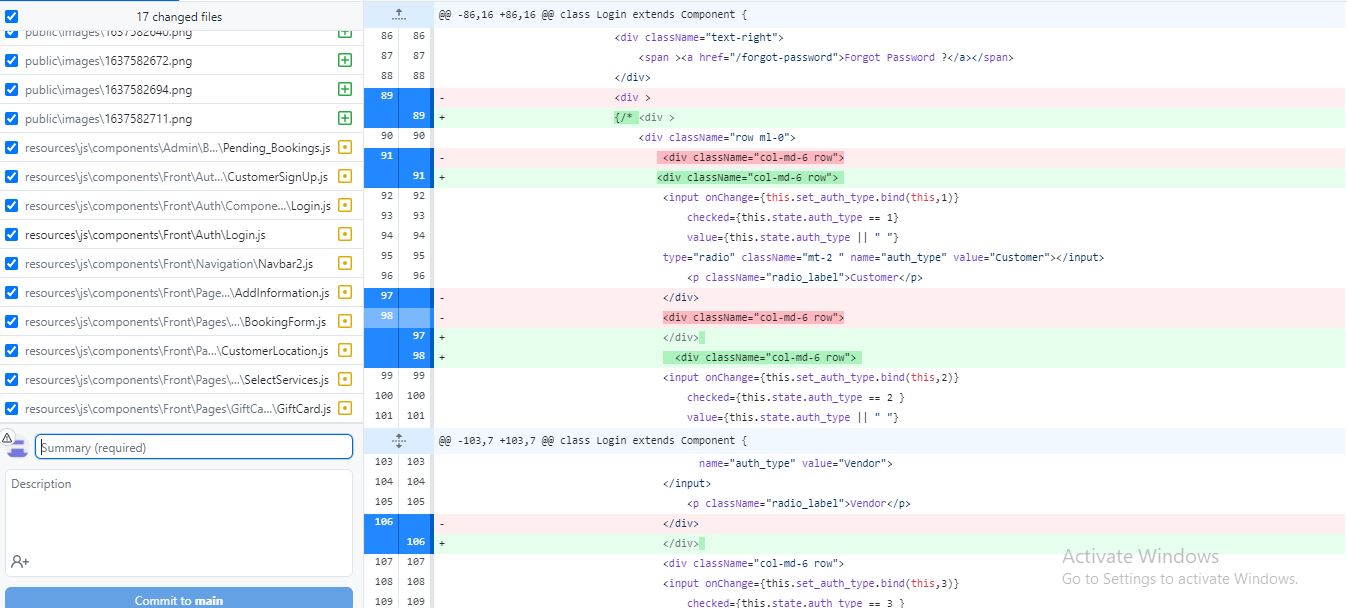 17 changed files
public\images\1637582640.png
public\images\1637582672.png
public\images\1637582694.png
public\images\1637582711.png
resources\js\components\Admin\B...\Pending_Bookings.js
resources\js\components\Front\Aut...\CustomerSignUp.js
resources\js\components\Front\Auth\Compone...\Login.js
resources\js\components\Front\Auth\Login.js
resources\js\components\Front\Navigation\Navbar2.js
resources\js\components\Front\Page...\AddInformation.js
resources\js\components\Front\Pages\...\BookingForm.js
resources\js\components\Front\Pa...\CustomerLocation.js
resources\js\components\Front\Pages\...\SelectServices.js
resources\js\components\Front\Pages\GiftCa...\GiftCard.js
Summary (required)
Description
Commit to main
@@ -86,16 +86,16 @@ class Login extends Component {
86 86 <div className="text-right">
87 87 <span ><a href="/forgot-password">Forgot Password ?</a></span>
88 88 </div>
89 - <div >
89 + {/* <div >
90 90 <div className="row ml-0">
91 - <div className="col-md-6 row">
91 + <div className="col-md-6 row">
92 92 <input onChange={this.set_auth_type.bind(this,1)}
93 93 checked={this.state.auth_type == 1}
94 94 value={this.state.auth_type || " "}
95 95 type="radio" className="mt-2 " name="auth_type" value="Customer"></input>
96 96 <p className="radio_label">Customer</p>
97 - </div>
98 - <div className="col-md-6 row">
97 + </div>
98 + <div className="col-md-6 row">
99 99 <input onChange={this.set_auth_type.bind(this,2)}
100 100 checked={this.state.auth_type == 2 }
101 101 value={this.state.auth_type || " "}
@@ -103,7 +103,7 @@ class Login extends Component {
103 103 name="auth_type" value="Vendor">
104 104 </input>
105 105 <p className="radio_label">Vendor</p>
106 - </div>
106 + </div>
107 107 <div className="col-md-6 row">
108 108 <input onChange={this.set_auth_type.bind(this,3)}
109 109 checked={this.state.auth_type == 3 }
Activate Windows
Go to Settings to activate Windows.